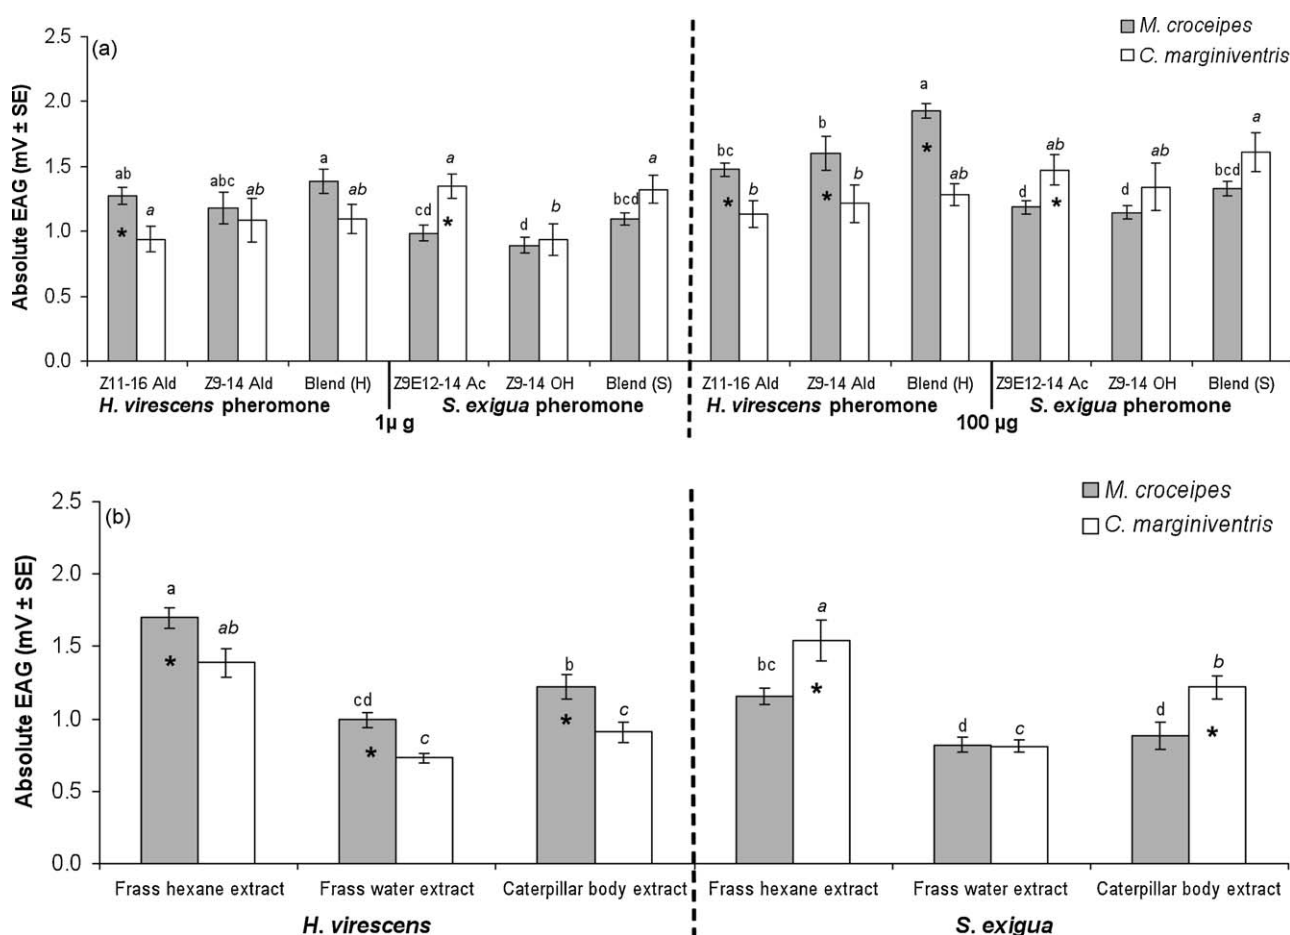 M. croceipes
C. marginiventris
(a)
Absolute EAG (mV ± SE)
2.5
2.0
1.5
1.0
0.5
0.0
ab a abc ab a ab cd a d b bcd a bc b b b a ab d ab d ab bcd a
* * * * * *
Z11-16 Ald Z9-14 Ald Blend (H) Z9E12-14 Ac Z9-14 OH Blend (S) Z11-16 Ald Z9-14 Ald Blend (H) Z9E12-14 Ac Z9-14 OH Blend (S)
H. virescens pheromone S. exigua pheromone H. virescens pheromone S. exigua pheromone
1µ g 100 µg
M. croceipes
C. marginiventris
(b)
Absolute EAG (mV ± SE)
2.5
2.0
1.5
1.0
0.5
0.0
a ab cd c b c bc a d c d b
* * * * *
Frass hexane extract Frass water extract Caterpillar body extract Frass hexane extract Frass water extract Caterpillar body extract
H. virescens S. exigua